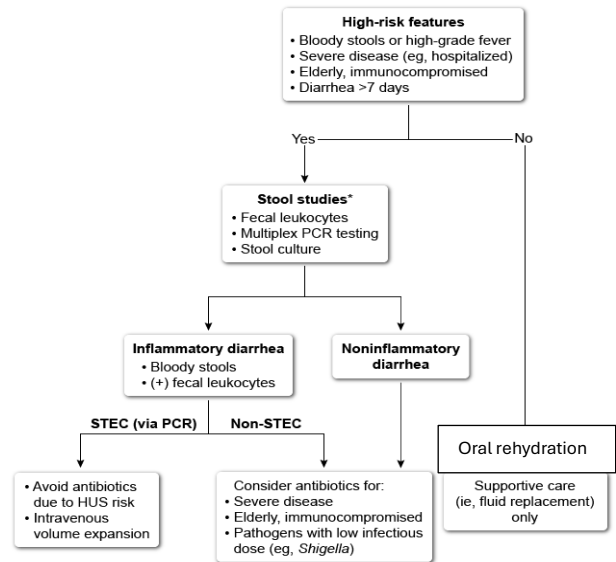 High-risk features
• Bloody stools or high-grade fever
• Severe disease (eg, hospitalized)
• Elderly, immunocompromised
• Diarrhea >7 days
Yes
No
Stool studies*
• Fecal leukocytes
• Multiplex PCR testing
• Stool culture
Inflammatory diarrhea
• Bloody stools
• (+) fecal leukocytes
Noninflammatory
diarrhea
STEC (via PCR)
Non-STEC
• Avoid antibiotics
due to HUS risk
• Intravenous
volume expansion
Consider antibiotics for:
• Severe disease
• Elderly, immunocompromised
• Pathogens with low infectious
dose (eg, Shigella)
Oral rehydration
Supportive care
(ie, fluid replacement)
only